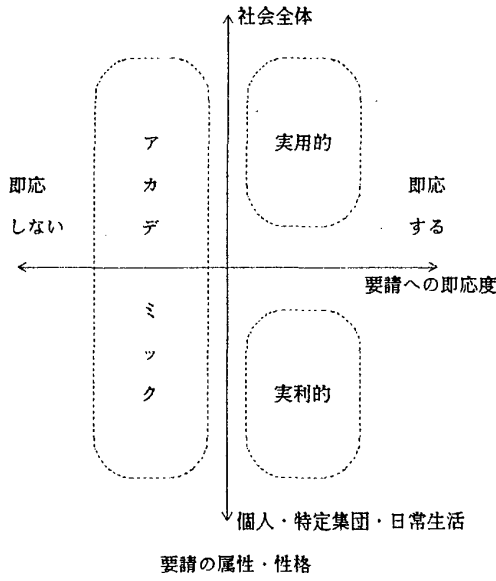 社会全体
アカデミック
実用的
即応
しない
即応
する
要請への即応度
実利的
個人・特定集団・日常生活
要請の属性・性格